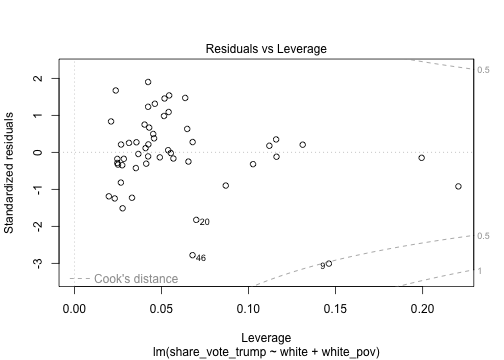 Residuals vs Leverage
Standardized residuals
2
1
0
-1
-2
-3
0.5
0.5
1
20
46
9
Cook's distance
0.00 0.05 0.10 0.15 0.20
Leverage
lm(share_vote_trump ~ white + white_pov)